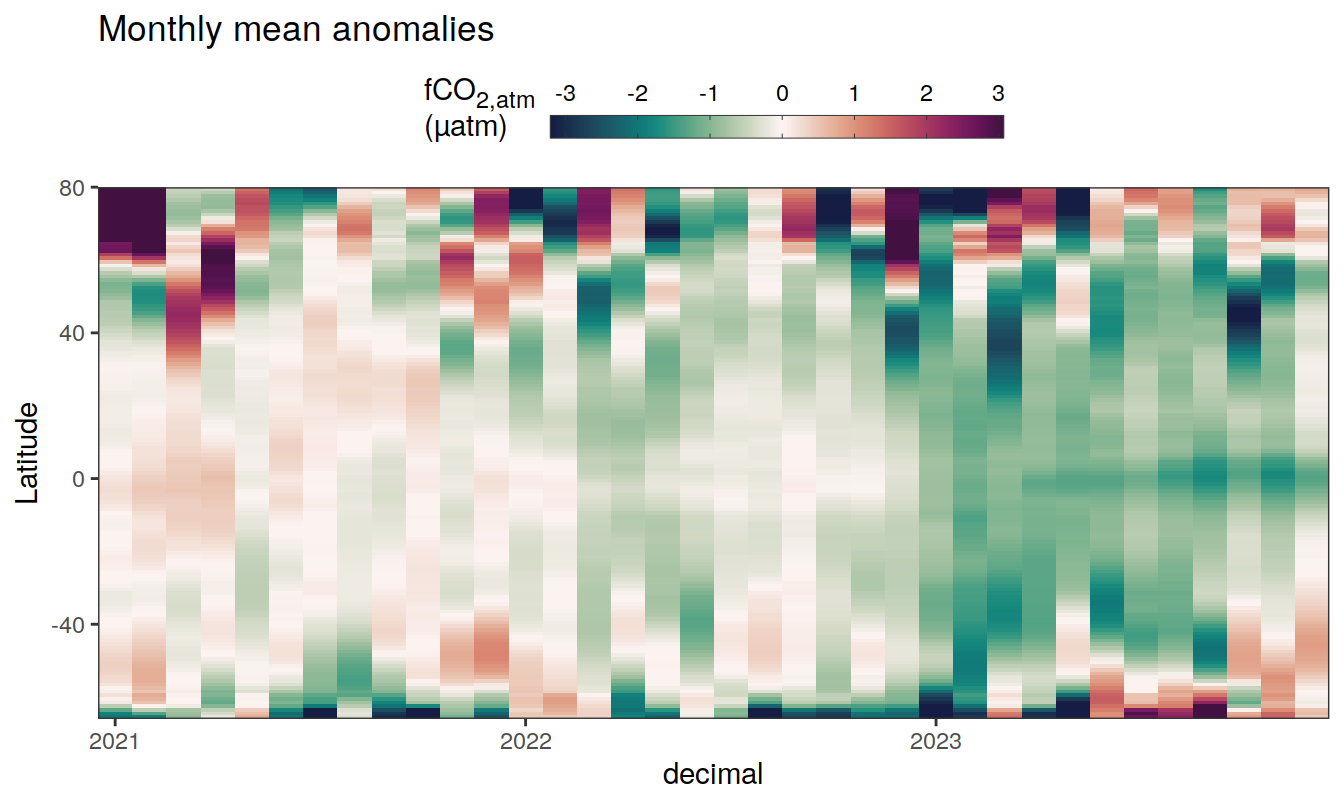 Monthly mean anomalies
fCO2,atm
(µatm)
-3 -2 -1 0 1 2 3
80
40
0
-40
Latitude
2021 2022 2023
decimal